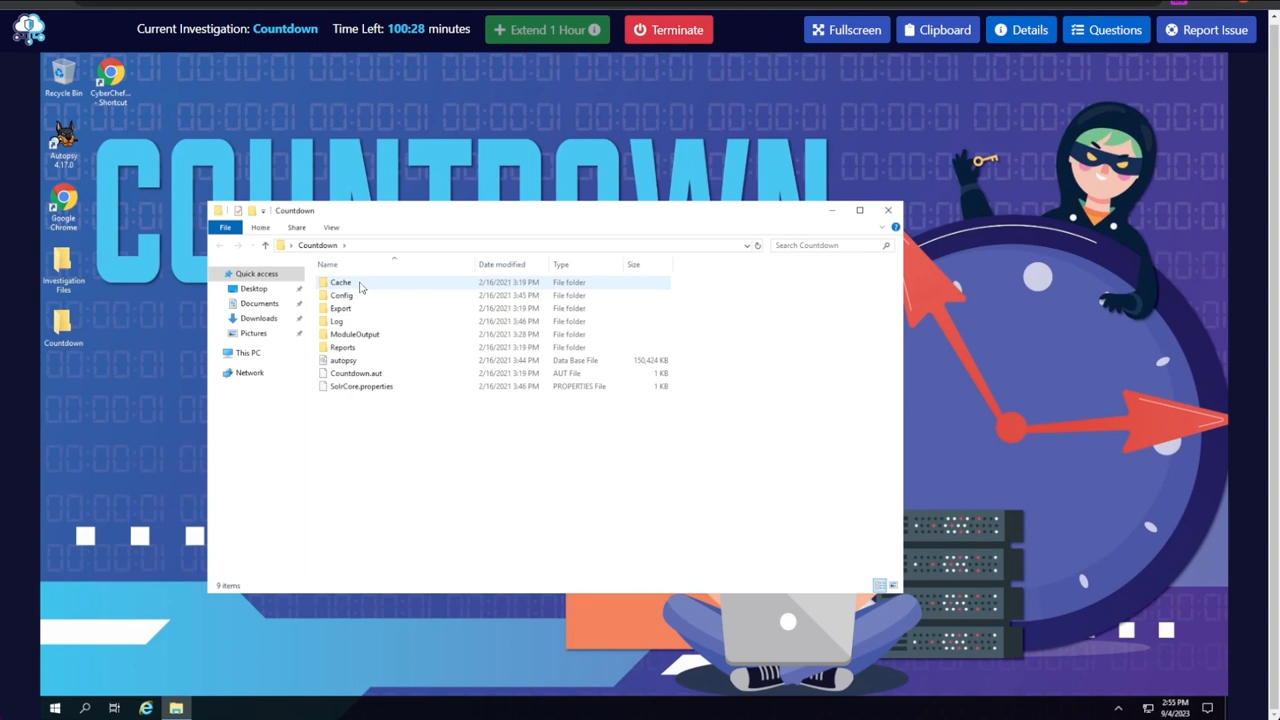 Current Investigation: Countdown Time Left: 100:28 minutes + Extend 1 Hour Terminate Fullscreen Clipboard Details Questions Report Issue
Recycle Bin
CyberChef... - Shortcut
Autopsy 4.17.0
Google Chrome
Investigation Files
Countdown
COUNTDOWN
Countdown
File Home Share View
Countdown Search Countdown
Name Date modified Type Size
Quick access
Desktop
Documents
Downloads
Pictures
This PC
Network
Cache 2/16/2021 3:19 PM File folder
Config 2/16/2021 3:45 PM File folder
Export 2/16/2021 3:19 PM File folder
Log 2/16/2021 3:46 PM File folder
ModuleOutput 2/16/2021 3:28 PM File folder
Reports 2/16/2021 3:19 PM File folder
autopsy 2/16/2021 3:44 PM Data Base File 150,424 KB
Countdown.aut 2/16/2021 3:19 PM AUT File 1 KB
SolrCore.properties 2/16/2021 3:46 PM PROPERTIES File 1 KB
9 items
2:55 PM
9/4/2023